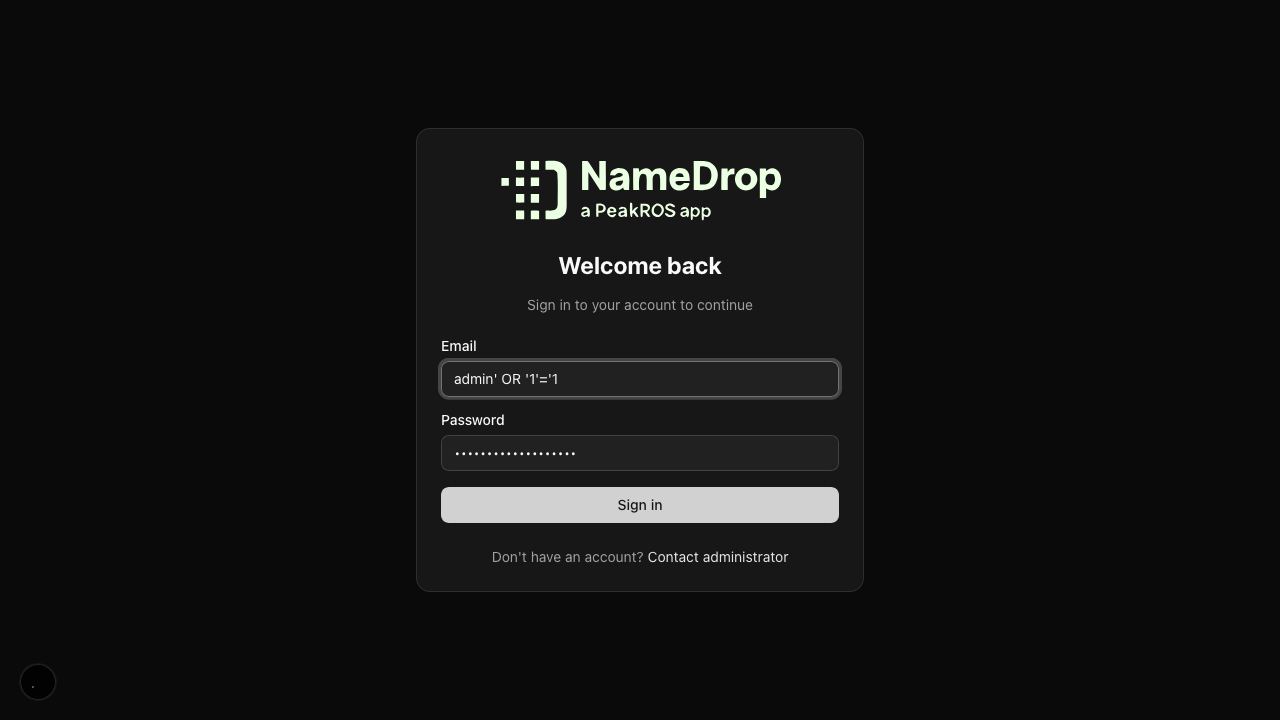 NameDrop
a PeakROS app
Welcome back
Sign in to your account to continue
Email
admin' OR '1'='1
Password
•••••••••••••••••••
Sign in
Don't have an account? Contact administrator